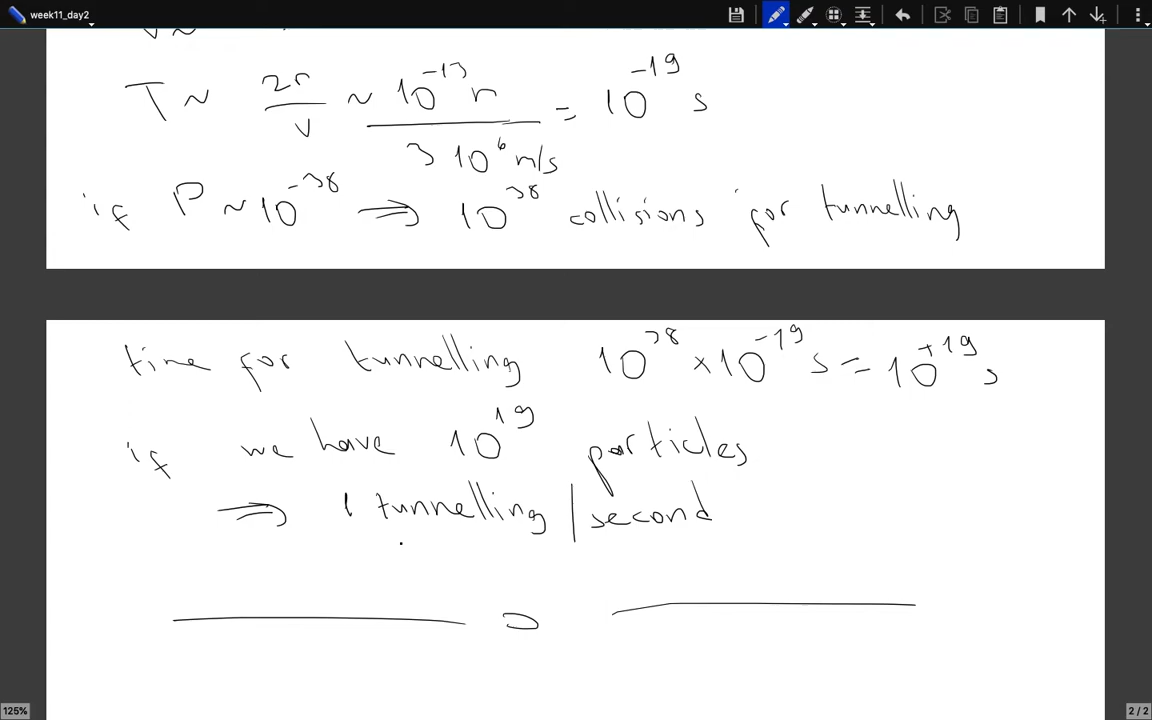 week11_day2
T ~ 2r / v ~ 10^-13 m / 3 10^6 m/s = 10^-19 s
if P ~ 10^-38 ⇒ 10^38 collisions for tunnelling
time for tunnelling 10^38 × 10^-19 s = 10^+19 s
if we have 10^19 particles
⇒ 1 tunnelling / second
125%
2 / 2